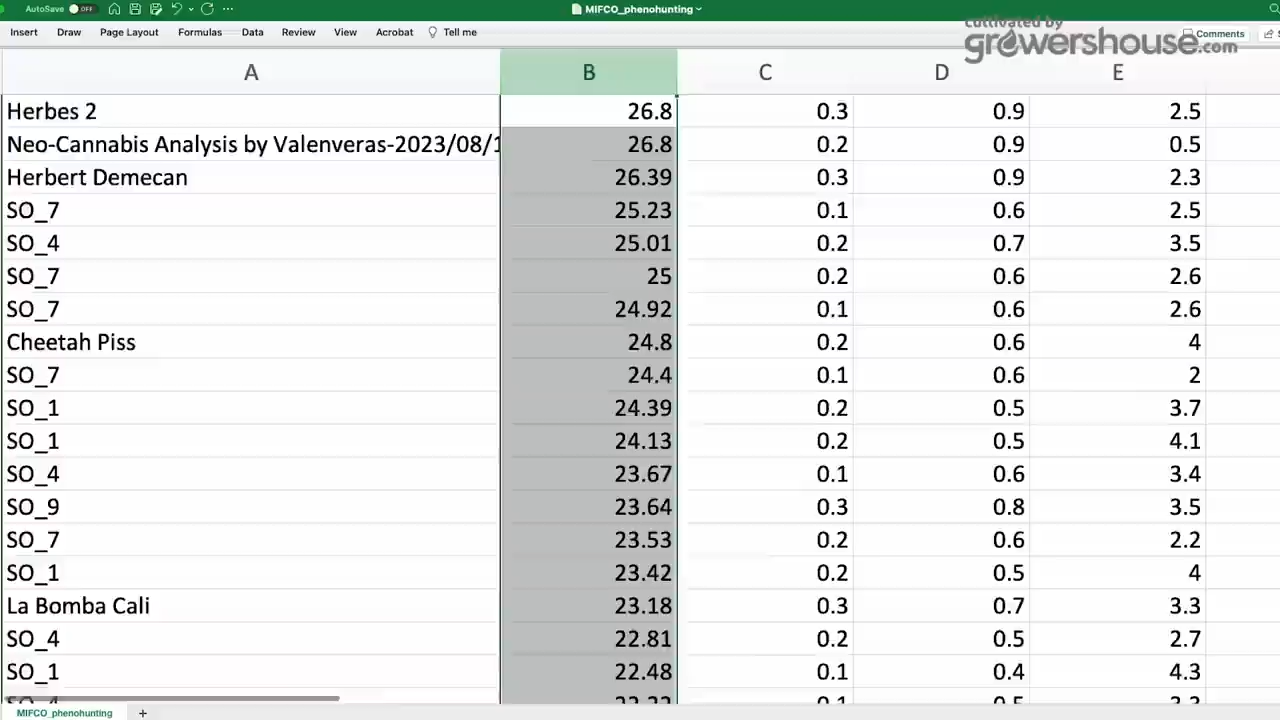 AutoSave OFF MIFCO_phenohunting
cultivated by
growershouse.com
Insert Draw Page Layout Formulas Data Review View Acrobat Tell me Comments
A B C D E
Herbes 2 26.8 0.3 0.9 2.5
Neo-Cannabis Analysis by Valenveras-2023/08/1 26.8 0.2 0.9 0.5
Herbert Demecan 26.39 0.3 0.9 2.3
SO_7 25.23 0.1 0.6 2.5
SO_4 25.01 0.2 0.7 3.5
SO_7 25 0.2 0.6 2.6
SO_7 24.92 0.1 0.6 2.6
Cheetah Piss 24.8 0.2 0.6 4
SO_7 24.4 0.1 0.6 2
SO_1 24.39 0.2 0.5 3.7
SO_1 24.13 0.2 0.5 4.1
SO_4 23.67 0.1 0.6 3.4
SO_9 23.64 0.3 0.8 3.5
SO_7 23.53 0.2 0.6 2.2
SO_1 23.42 0.2 0.5 4
La Bomba Cali 23.18 0.3 0.7 3.3
SO_4 22.81 0.2 0.5 2.7
SO_1 22.48 0.1 0.4 4.3
MIFCO_phenohunting +